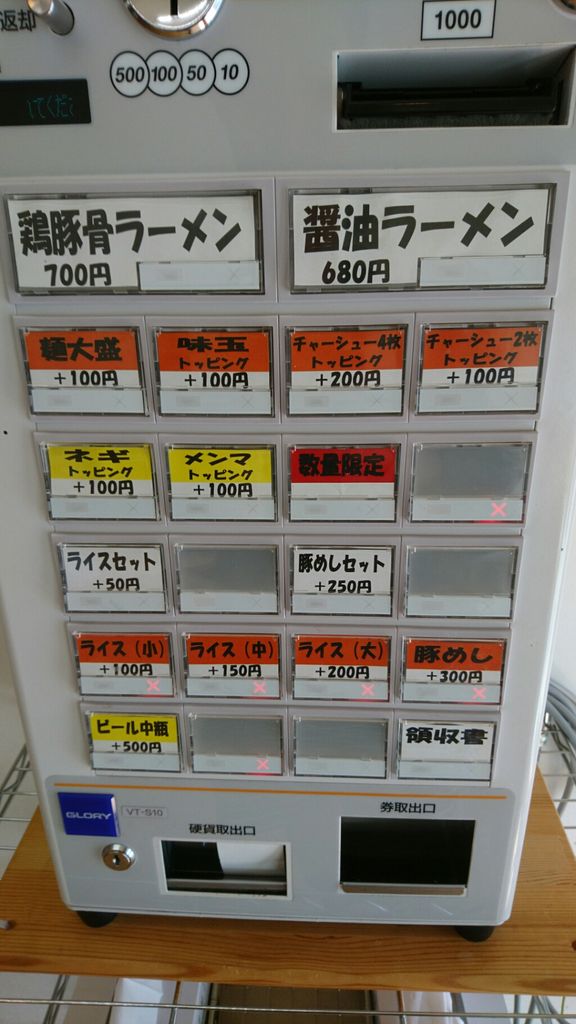 返却
1000
500 100 50 10
てくだ
鶏豚骨ラーメン
700円
醤油ラーメン
680円
麺大盛
+100円
味玉
トッピング
+100円
チャーシュー4枚
トッピング
+200円
チャーシュー2枚
トッピング
+100円
ネギ
トッピング
+100円
メンマ
トッピング
+100円
数量限定
ライスセット
+50円
豚めしセット
+250円
ライス(小)
+100円
ライス(中)
+150円
ライス(大)
+200円
豚めし
+300円
ビール中瓶
+500円
領収書
GLORY
VT-S10
硬貨取出口
券取出口